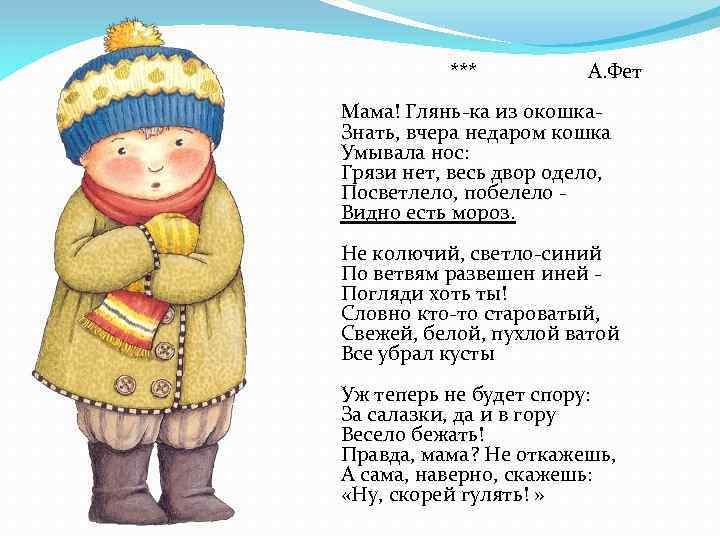 *** А.Фет
Мама! Глянь-ка из окошка-
Знать, вчера недаром кошка
Умывала нос:
Грязи нет, весь двор одело,
Посветлело, побелело -
Видно есть мороз.
Не колючий, светло-синий
По ветвям развешен иней -
Погляди хоть ты!
Словно кто-то староватый,
Свежей, белой, пухлой ватой
Все убрал кусты
Уж теперь не будет спору:
За салазки, да и в гору
Весело бежать!
Правда, мама? Не откажешь,
А сама, наверно, скажешь:
«Ну, скорей гулять! »